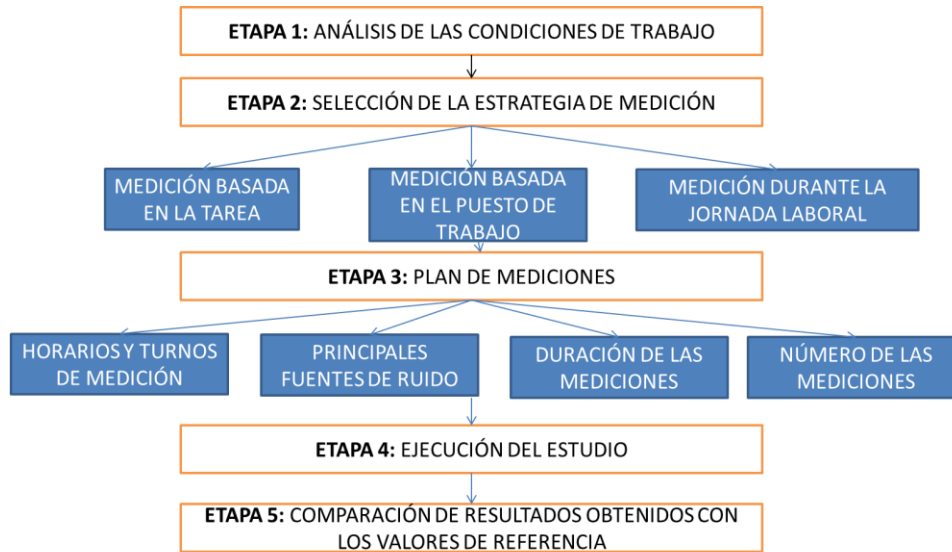 ETAPA 1: ANÁLISIS DE LAS CONDICIONES DE TRABAJO
ETAPA 2: SELECCIÓN DE LA ESTRATEGIA DE MEDICIÓN
MEDICIÓN BASADA
EN LA TAREA
MEDICIÓN BASADA
EN EL PUESTO DE
TRABAJO
MEDICIÓN DURANTE LA
JORNADA LABORAL
ETAPA 3: PLAN DE MEDICIONES
HORARIOS Y TURNOS
DE MEDICIÓN
PRINCIPALES
FUENTES DE RUIDO
DURACIÓN DE LAS
MEDICIONES
NÚMERO DE LAS
MEDICIONES
ETAPA 4: EJECUCIÓN DEL ESTUDIO
ETAPA 5: COMPARACIÓN DE RESULTADOS OBTENIDOS CON
LOS VALORES DE REFERENCIA